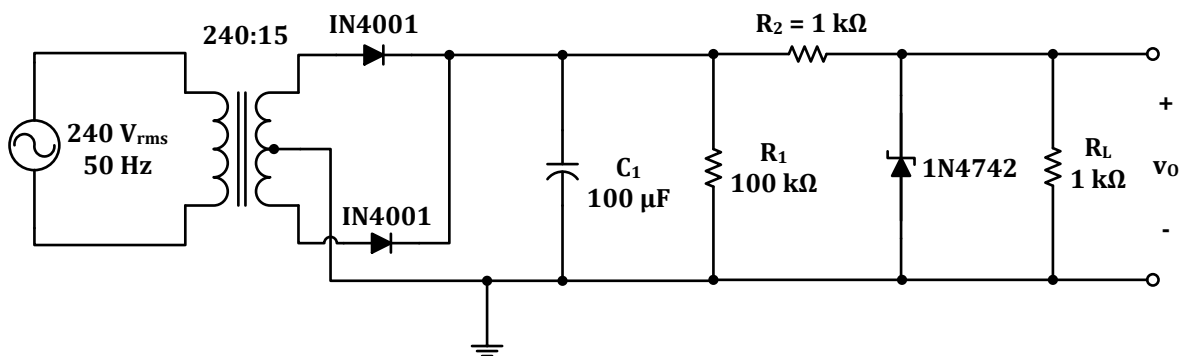 IN4001
240:15
R2 = 1 kΩ
240 Vrms
50 Hz
C1
100 µF
R1
100 kΩ
1N4742
RL
1 kΩ
+
vO
-
IN4001